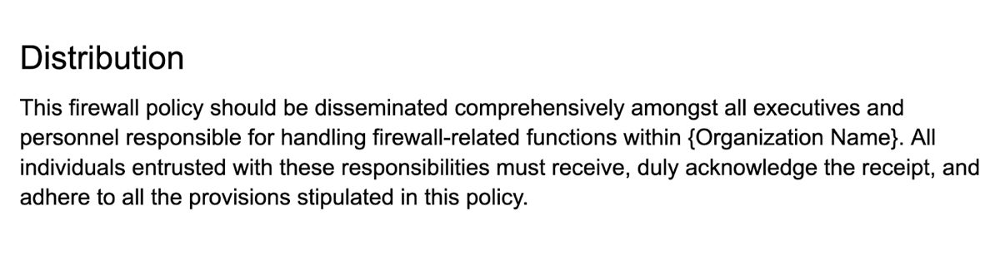 Distribution
This firewall policy should be disseminated comprehensively amongst all executives and
personnel responsible for handling firewall-related functions within {Organization Name}. All
individuals entrusted with these responsibilities must receive, duly acknowledge the receipt, and
adhere to all the provisions stipulated in this policy.